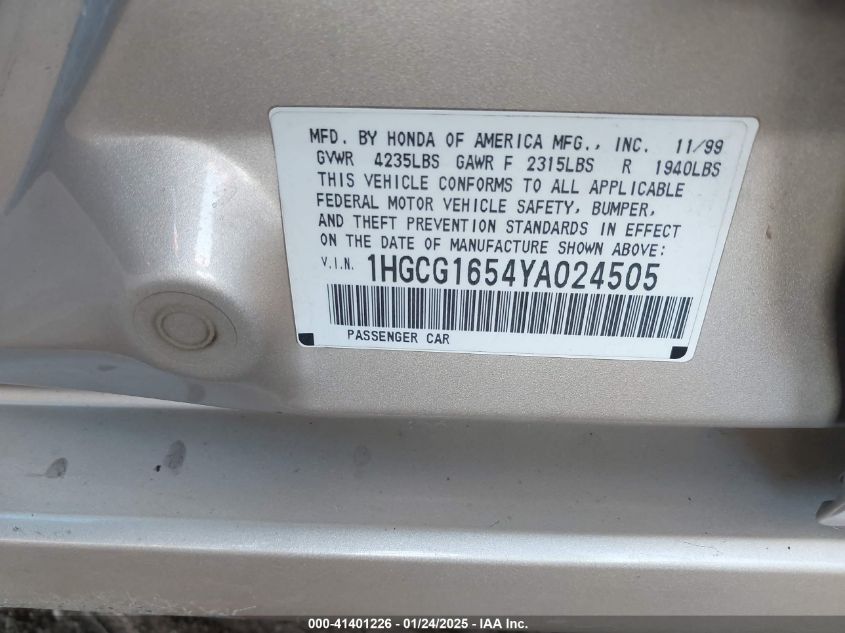 MFD. BY HONDA OF AMERICA MFG., INC. 11/99
GVWR 4235LBS GAWR F 2315LBS R 1940LBS
THIS VEHICLE CONFORMS TO ALL APPLICABLE
FEDERAL MOTOR VEHICLE SAFETY, BUMPER,
AND THEFT PREVENTION STANDARDS IN EFFECT
ON THE DATE OF MANUFACTURE SHOWN ABOVE:
V.I.N. 1HGCG1654YA024505
PASSENGER CAR
000-41401226 - 01/24/2025 - IAA Inc.